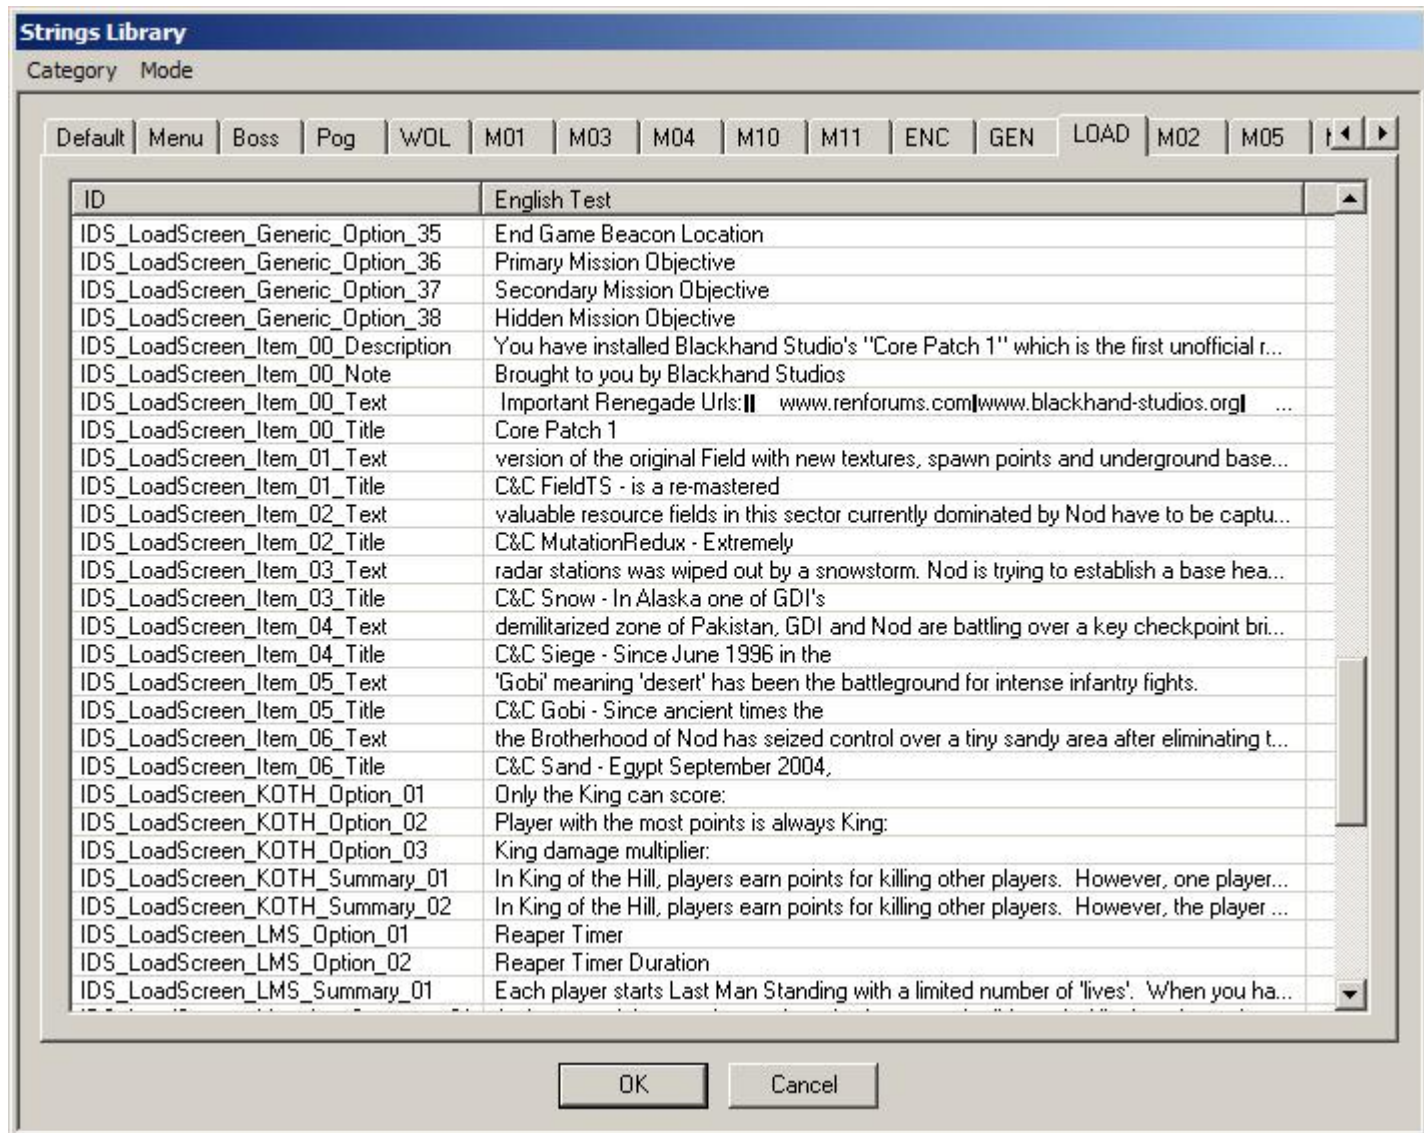 Strings Library
Category Mode
Default Menu Boss Pog WOL M01 M03 M04 M10 M11 ENC GEN LOAD M02 M05
ID English Test
IDS_LoadScreen_Generic_Option_35 End Game Beacon Location
IDS_LoadScreen_Generic_Option_36 Primary Mission Objective
IDS_LoadScreen_Generic_Option_37 Secondary Mission Objective
IDS_LoadScreen_Generic_Option_38 Hidden Mission Objective
IDS_LoadScreen_Item_00_Description You have installed Blackhand Studio's "Core Patch 1" which is the first unofficial r...
IDS_LoadScreen_Item_00_Note Brought to you by Blackhand Studios
IDS_LoadScreen_Item_00_Text Important Renegade Urls:|| www.renforums.com|www.blackhand-studios.org| ...
IDS_LoadScreen_Item_00_Title Core Patch 1
IDS_LoadScreen_Item_01_Text version of the original Field with new textures, spawn points and underground base...
IDS_LoadScreen_Item_01_Title C&C FieldTS - is a re-mastered
IDS_LoadScreen_Item_02_Text valuable resource fields in this sector currently dominated by Nod have to be captu...
IDS_LoadScreen_Item_02_Title C&C MutationRedux - Extremely
IDS_LoadScreen_Item_03_Text radar stations was wiped out by a snowstorm. Nod is trying to establish a base hea...
IDS_LoadScreen_Item_03_Title C&C Snow - In Alaska one of GDI's
IDS_LoadScreen_Item_04_Text demilitarized zone of Pakistan, GDI and Nod are battling over a key checkpoint bri...
IDS_LoadScreen_Item_04_Title C&C Siege - Since June 1996 in the
IDS_LoadScreen_Item_05_Text 'Gobi' meaning 'desert' has been the battleground for intense infantry fights.
IDS_LoadScreen_Item_05_Title C&C Gobi - Since ancient times the
IDS_LoadScreen_Item_06_Text the Brotherhood of Nod has seized control over a tiny sandy area after eliminating t...
IDS_LoadScreen_Item_06_Title C&C Sand - Egypt September 2004,
IDS_LoadScreen_KOTH_Option_01 Only the King can score:
IDS_LoadScreen_KOTH_Option_02 Player with the most points is always King:
IDS_LoadScreen_KOTH_Option_03 King damage multiplier:
IDS_LoadScreen_KOTH_Summary_01 In King of the Hill, players earn points for killing other players.  However, one player...
IDS_LoadScreen_KOTH_Summary_02 In King of the Hill, players earn points for killing other players.  However, the player ...
IDS_LoadScreen_LMS_Option_01 Reaper Timer
IDS_LoadScreen_LMS_Option_02 Reaper Timer Duration
IDS_LoadScreen_LMS_Summary_01 Each player starts Last Man Standing with a limited number of 'lives'.  When you ha...
OK Cancel